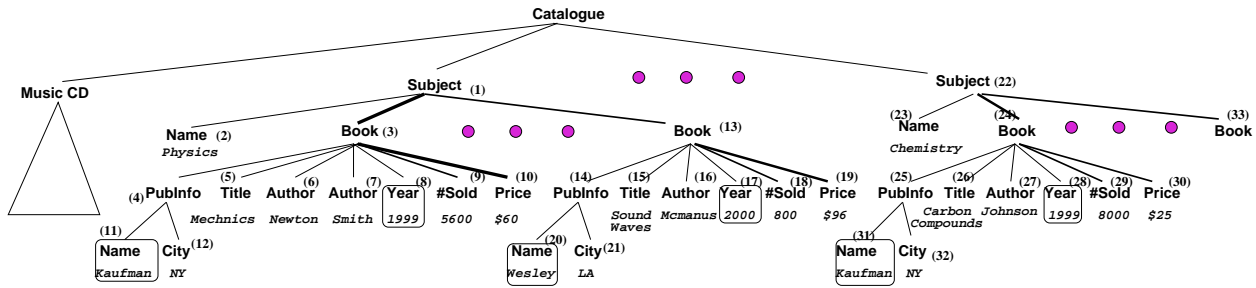 Catalogue
Music CD
Subject (1)
Subject (22)
Name (2)
Physics
Book (3)
Book (13)
(23) Name
Chemistry
(24) Book
(33) Book
(4) PubInfo
(5) Title
Mechnics
Author (6)
Newton
Author (7)
Smith
Year (8)
1999
#Sold (9)
5600
Price (10)
$60
(14) PubInfo
Title (15)
Sound
Waves
Author (16)
Mcmanus
Year (17)
2000
#Sold (18)
800
Price (19)
$96
(25) PubInfo
(26) Title
Carbon
Compounds
Author (27)
Johnson
Year (28)
1999
#Sold (29)
8000
Price (30)
$25
(11) Name
Kaufman
City (12)
NY
Name (20)
Wesley
City (21)
LA
(31) Name
Kaufman
City (32)
NY